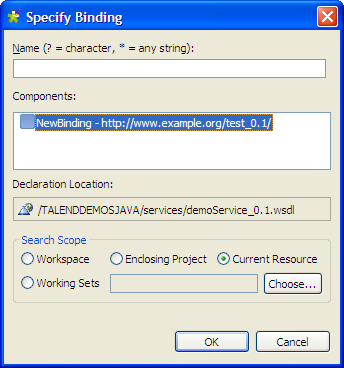 Specify Binding
Name (? = character, * = any string):
Components:
NewBinding - http://www.example.org/test_0.1/
Declaration Location:
/TALENDDEMOSJAVA/services/demoService_0.1.wsdl
Search Scope
Workspace Enclosing Project Current Resource
Working Sets Choose...
OK Cancel